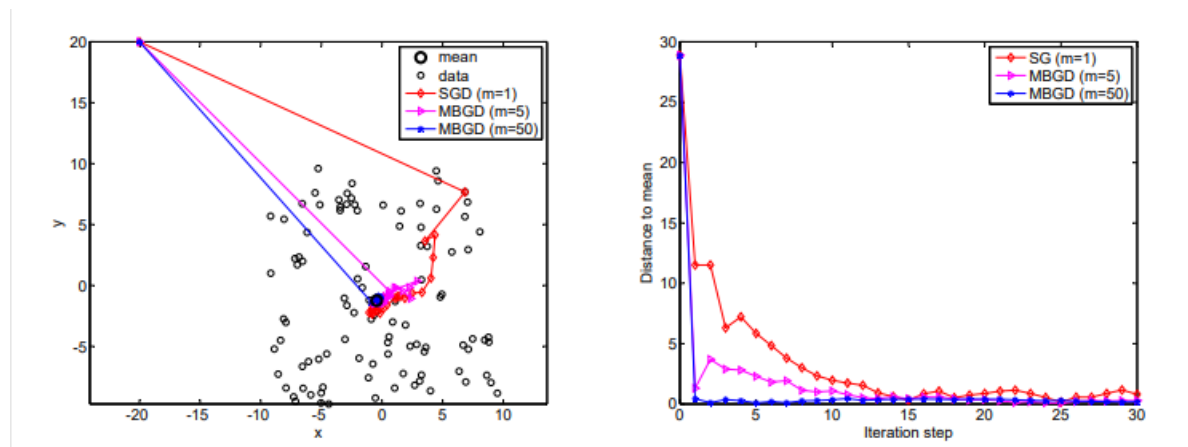 20
15
10
5
0
-5
y
-20
-15
-10
-5
0
5
10
x
mean
data
SGD (m=1)
MBGD (m=5)
MBGD (m=50)
30
25
20
15
10
5
0
Distance to mean
0
5
10
15
20
25
30
Iteration step
SG (m=1)
MBGD (m=5)
MBGD (m=50)